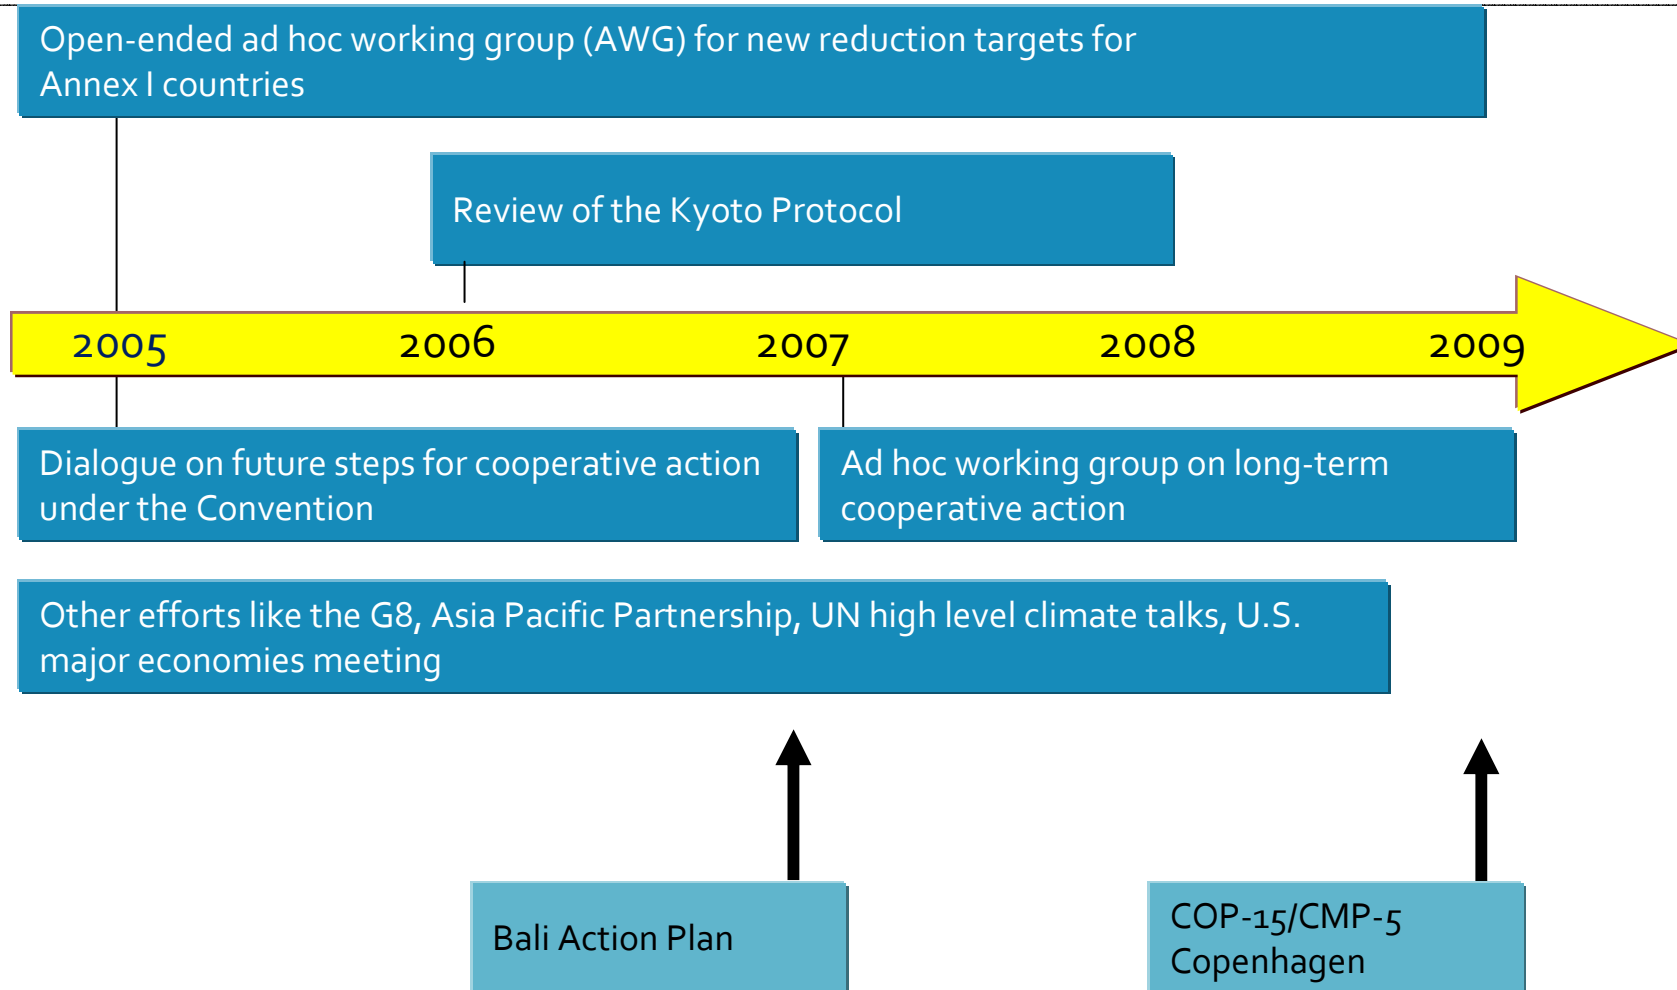 Open-ended ad hoc working group (AWG) for new reduction targets for
Annex I countries
Review of the Kyoto Protocol
2005 2006 2007 2008 2009
Dialogue on future steps for cooperative action
under the Convention
Ad hoc working group on long-term
cooperative action
Other efforts like the G8, Asia Pacific Partnership, UN high level climate talks, U.S.
major economies meeting
Bali Action Plan
COP-15/CMP-5
Copenhagen